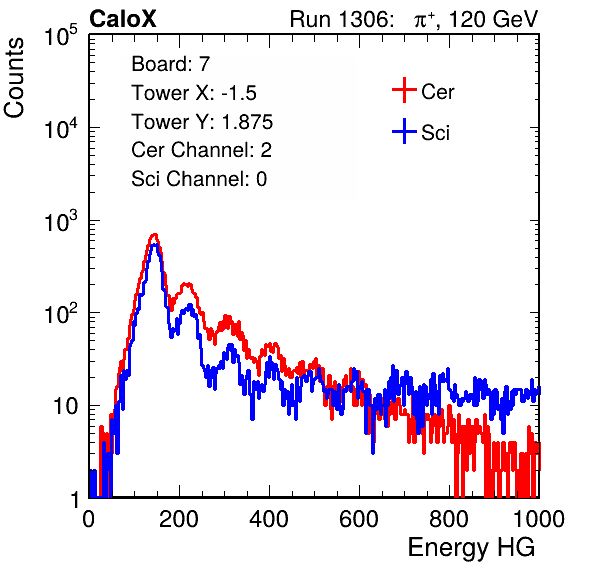 CaloX Run 1306: π⁺, 120 GeV
Counts
10⁵
10⁴
10³
10²
10
1
Board: 7
Tower X: -1.5
Tower Y: 1.875
Cer Channel: 2
Sci Channel: 0
Cer
Sci
0 200 400 600 800 1000
Energy HG